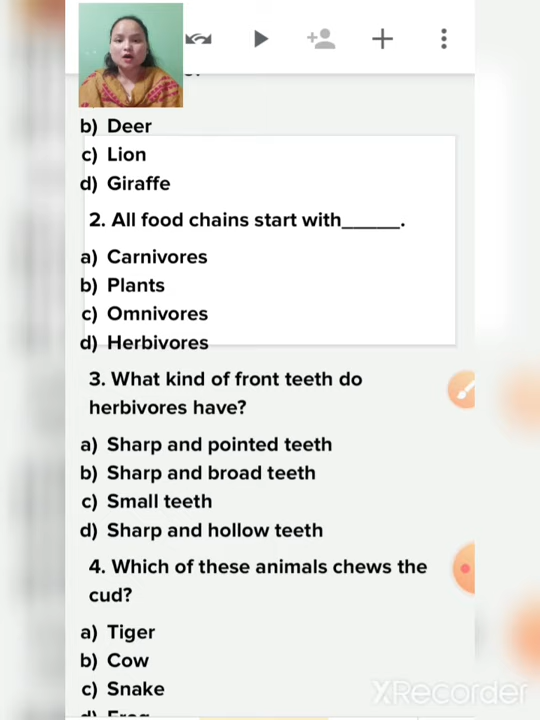 b) Deer
c) Lion
d) Giraffe
2. All food chains start with______.
a) Carnivores
b) Plants
c) Omnivores
d) Herbivores
3. What kind of front teeth do
herbivores have?
a) Sharp and pointed teeth
b) Sharp and broad teeth
c) Small teeth
d) Sharp and hollow teeth
4. Which of these animals chews the
cud?
a) Tiger
b) Cow
c) Snake
d) Frog
XRecorder